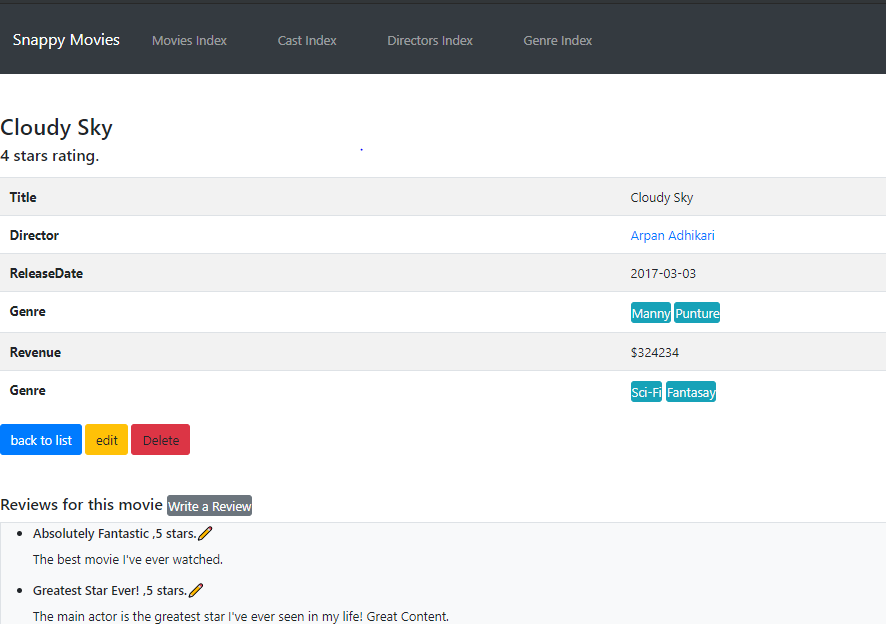 Snappy Movies Movies Index Cast Index Directors Index Genre Index
Cloudy Sky
4 stars rating.
Title Cloudy Sky
Director Arpan Adhikari
ReleaseDate 2017-03-03
Genre Manny Punture
Revenue $324234
Genre Sci-Fi Fantasay
back to list edit Delete
Reviews for this movie Write a Review
Absolutely Fantastic ,5 stars.
The best movie I've ever watched.
Greatest Star Ever! ,5 stars.
The main actor is the greatest star I've ever seen in my life! Great Content.